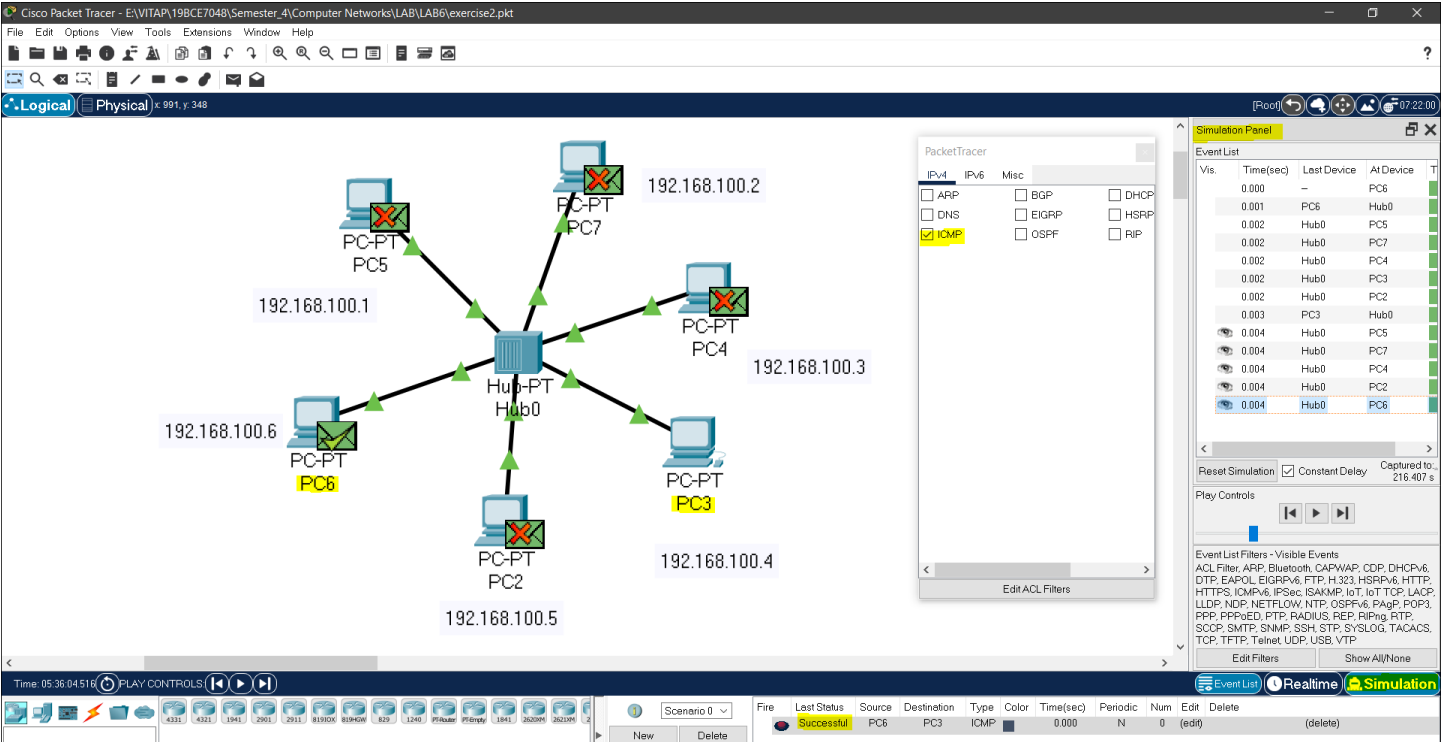 Cisco Packet Tracer - E:\VITAP\19BCE7048\Semester_4\Computer Networks\LAB\LAB6\exercise2.pkt
File Edit Options View Tools Extensions Window Help
?
Logical Physical x: 991, y: 348 [Root] 07:22:00
192.168.100.2
PC-PT
PC7
PC-PT
PC5
192.168.100.1
PC-PT
PC4
192.168.100.3
Hub-PT
Hub0
192.168.100.6
PC-PT
PC6
PC-PT
PC3
192.168.100.4
PC-PT
PC2
192.168.100.5
PacketTracer
IPv4 IPv6 Misc
ARP BGP DHCP
DNS EIGRP HSRP
ICMP OSPF RIP
Edit ACL Filters
Simulation Panel
Event List
Vis. Time(sec) Last Device At Device T
0.000 -- PC6
0.001 PC6 Hub0
0.002 Hub0 PC5
0.002 Hub0 PC7
0.002 Hub0 PC4
0.002 Hub0 PC3
0.002 Hub0 PC2
0.003 PC3 Hub0
0.004 Hub0 PC5
0.004 Hub0 PC7
0.004 Hub0 PC4
0.004 Hub0 PC2
0.004 Hub0 PC6
Reset Simulation Constant Delay Captured to:
216.407 s
Play Controls
Event List Filters - Visible Events
ACL Filter, ARP, Bluetooth, CAPWAP, CDP, DHCPv6,
DTP, EAPOL, EIGRPv6, FTP, H.323, HSRPv6, HTTP,
HTTPS, ICMPv6, IPSec, ISAKMP, IoT, IoT TCP, LACP,
LLDP, NDP, NETFLOW, NTP, OSPFv6, PAgP, POP3,
PPP, PPPoED, PTP, RADIUS, REP, RIPng, RTP,
SCCP, SMTP, SNMP, SSH, STP, SYSLOG, TACACS,
TCP, TFTP, Telnet, UDP, USB, VTP
Edit Filters Show All/None
Time: 05:36:04.516 PLAY CONTROLS: Event List Realtime Simulation
4331 4321 1941 2901 2911 819IOX 819HGW 829 1240 PT-Router PT-Empty 1841 2620XM 2621XM 2
Scenario 0
New Delete
Fire Last Status Source Destination Type Color Time(sec) Periodic Num Edit Delete
Successful PC6 PC3 ICMP 0.000 N 0 (edit) (delete)